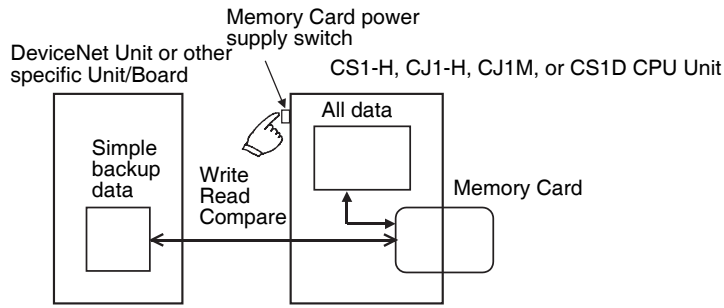 Memory Card power
supply switch
DeviceNet Unit or other
specific Unit/Board
CS1-H, CJ1-H, CJ1M, or CS1D CPU Unit
All data
Simple
backup
data
Write
Read
Compare
Memory Card